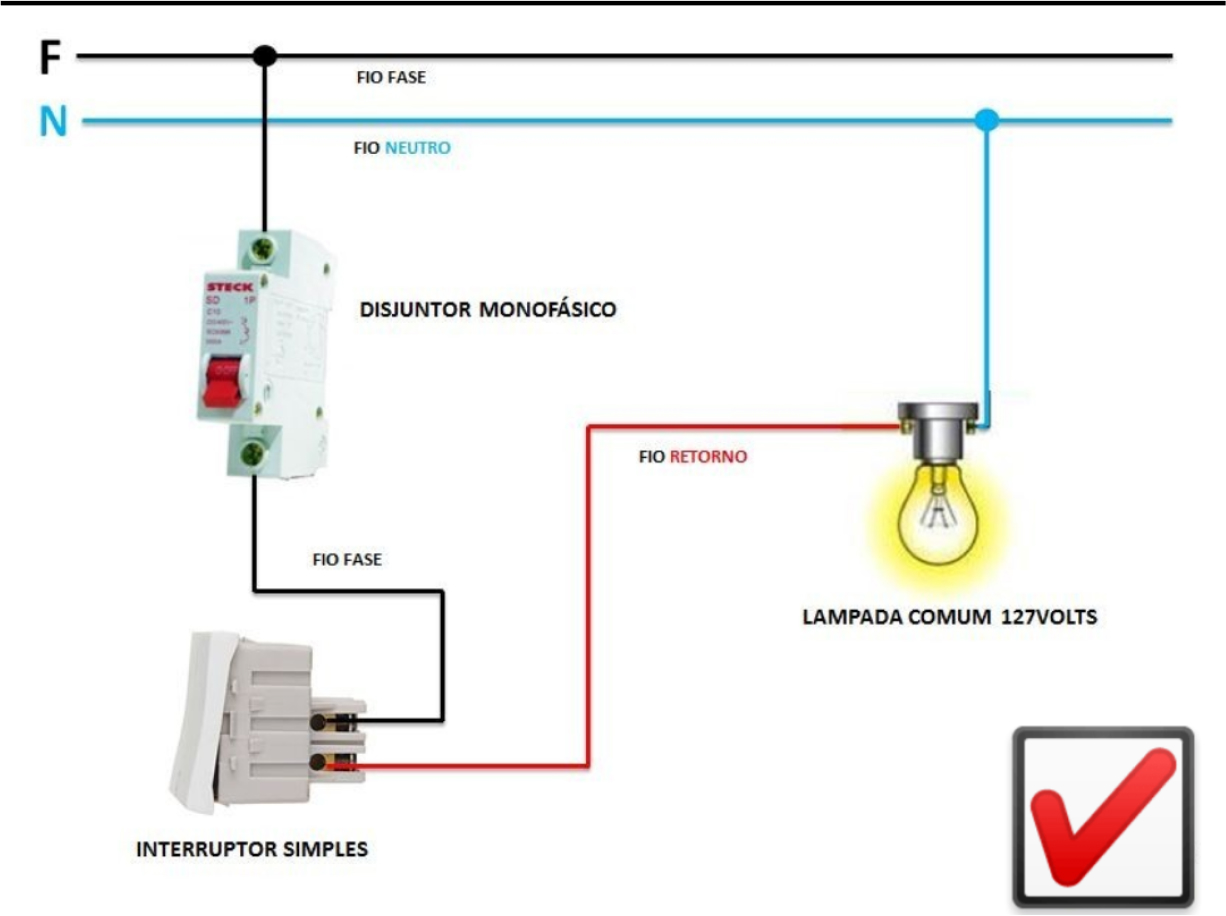 F
FIO FASE
N
FIO NEUTRO
STECK
SD 1P
C10
DISJUNTOR MONOFÁSICO
FIO RETORNO
FIO FASE
LAMPADA COMUM 127VOLTS
INTERRUPTOR SIMPLES